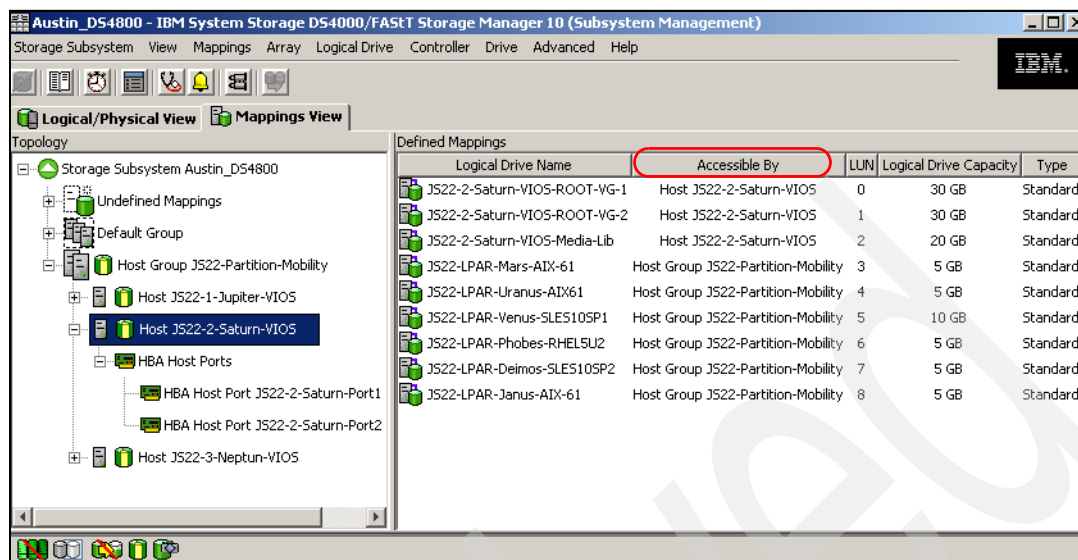 Austin_DS4800 - IBM System Storage DS4000/FAStT Storage Manager 10 (Subsystem Management)
Storage Subsystem View Mappings Array Logical Drive Controller Drive Advanced Help
IBM.
Logical/Physical View Mappings View
Topology
Storage Subsystem Austin_DS4800
Undefined Mappings
Default Group
Host Group JS22-Partition-Mobility
Host JS22-1-Jupiter-VIOS
Host JS22-2-Saturn-VIOS
HBA Host Ports
HBA Host Port JS22-2-Saturn-Port1
HBA Host Port JS22-2-Saturn-Port2
Host JS22-3-Neptun-VIOS
Defined Mappings
Logical Drive Name Accessible By LUN Logical Drive Capacity Type
JS22-2-Saturn-VIOS-ROOT-VG-1 Host JS22-2-Saturn-VIOS 0 30 GB Standard
JS22-2-Saturn-VIOS-ROOT-VG-2 Host JS22-2-Saturn-VIOS 1 30 GB Standard
JS22-2-Saturn-VIOS-Media-Lib Host JS22-2-Saturn-VIOS 2 20 GB Standard
JS22-LPAR-Mars-AIX-61 Host Group JS22-Partition-Mobility 3 5 GB Standard
JS22-LPAR-Uranus-AIX61 Host Group JS22-Partition-Mobility 4 5 GB Standard
JS22-LPAR-Venus-SLES10SP1 Host Group JS22-Partition-Mobility 5 10 GB Standard
JS22-LPAR-Phobes-RHEL5U2 Host Group JS22-Partition-Mobility 6 5 GB Standard
JS22-LPAR-Deimos-SLES10SP2 Host Group JS22-Partition-Mobility 7 5 GB Standard
JS22-LPAR-Janus-AIX-61 Host Group JS22-Partition-Mobility 8 5 GB Standard